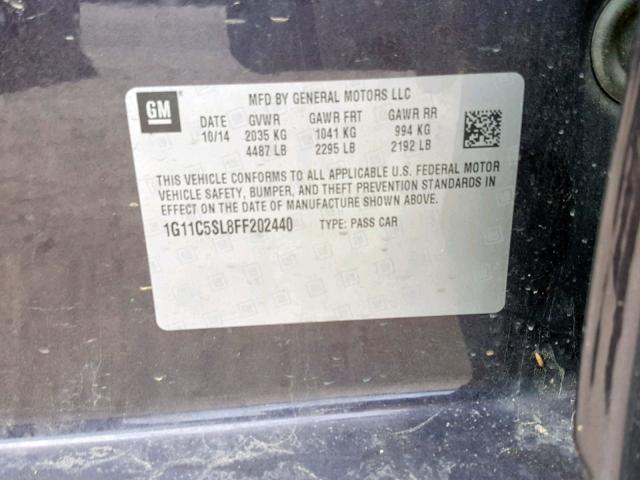 GM
MFD BY GENERAL MOTORS LLC
DATE GVWR GAWR FRT GAWR RR
10/14 2035 KG 1041 KG 994 KG
4487 LB 2295 LB 2192 LB
THIS VEHICLE CONFORMS TO ALL APPLICABLE U.S. FEDERAL MOTOR
VEHICLE SAFETY, BUMPER, AND THEFT PREVENTION STANDARDS IN
EFFECT ON THE DATE OF MANUFACTURE SHOWN ABOVE.
1G11C5SL8FF202440 TYPE: PASS CAR